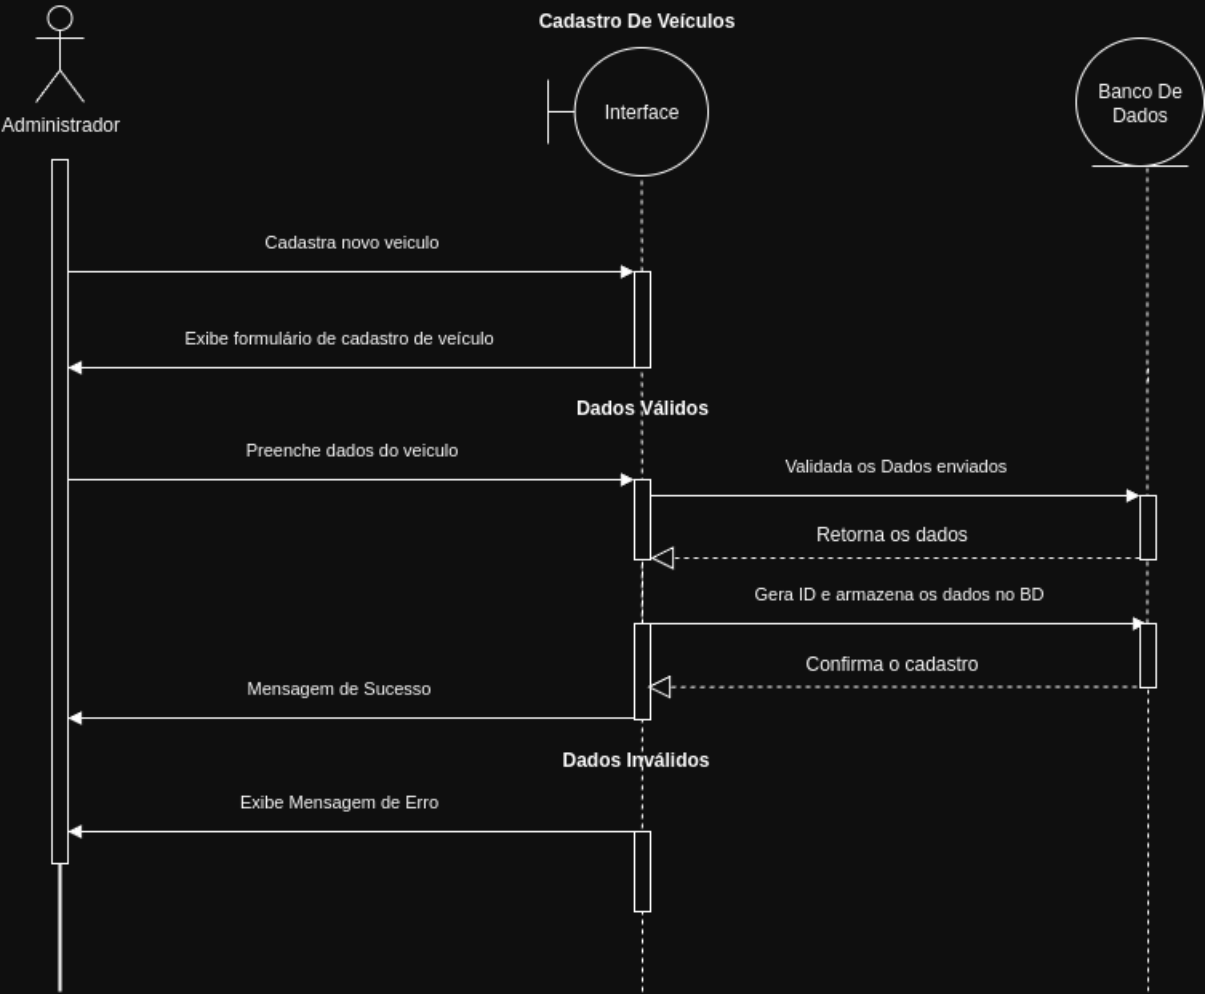 Cadastro De Veículos
Administrador
Interface
Banco De
Dados
Cadastra novo veiculo
Exibe formulário de cadastro de veículo
Dados Válidos
Preenche dados do veiculo
Validada os Dados enviados
Retorna os dados
Gera ID e armazena os dados no BD
Confirma o cadastro
Mensagem de Sucesso
Dados Inválidos
Exibe Mensagem de Erro